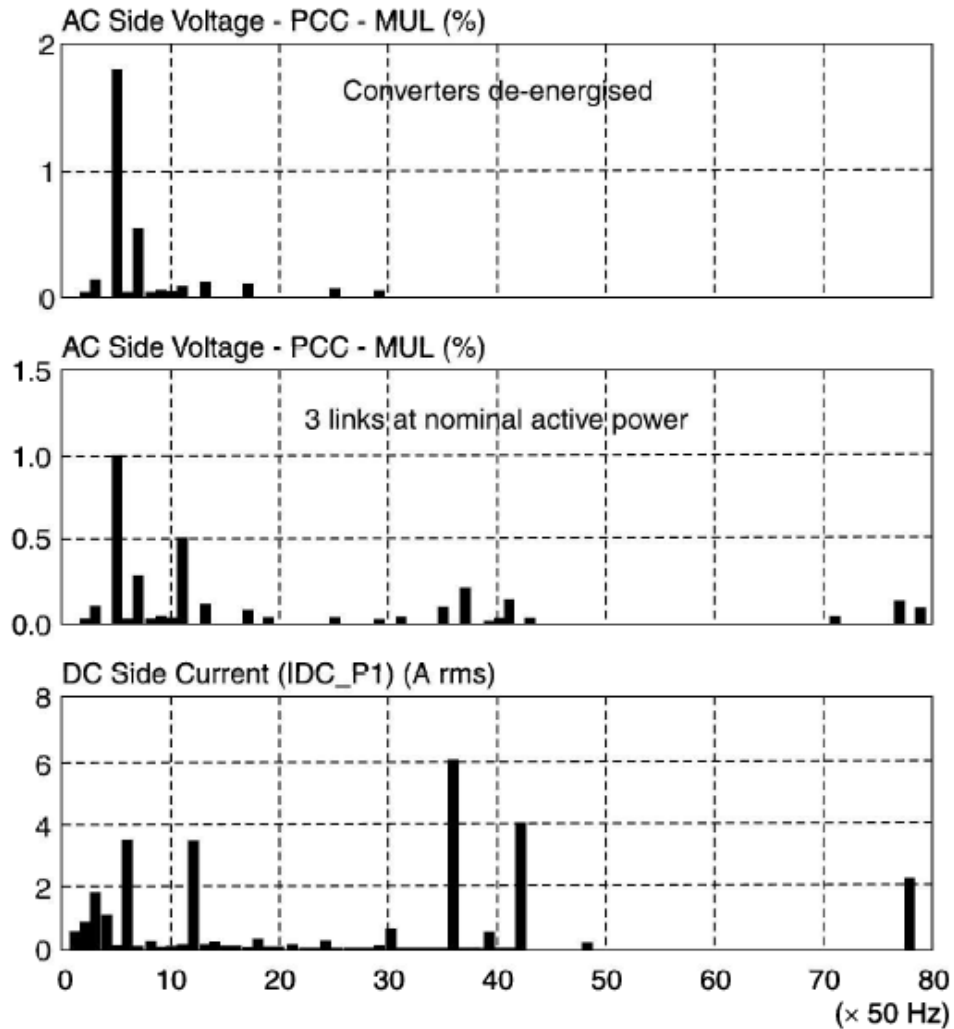 AC Side Voltage - PCC - MUL (%)
2
Converters de-energised
1
0
AC Side Voltage - PCC - MUL (%)
1.5
3 links at nominal active power
1.0
0.5
0.0
DC Side Current (IDC_P1) (A rms)
8
6
4
2
0
0 10 20 30 40 50 60 70 80
(× 50 Hz)